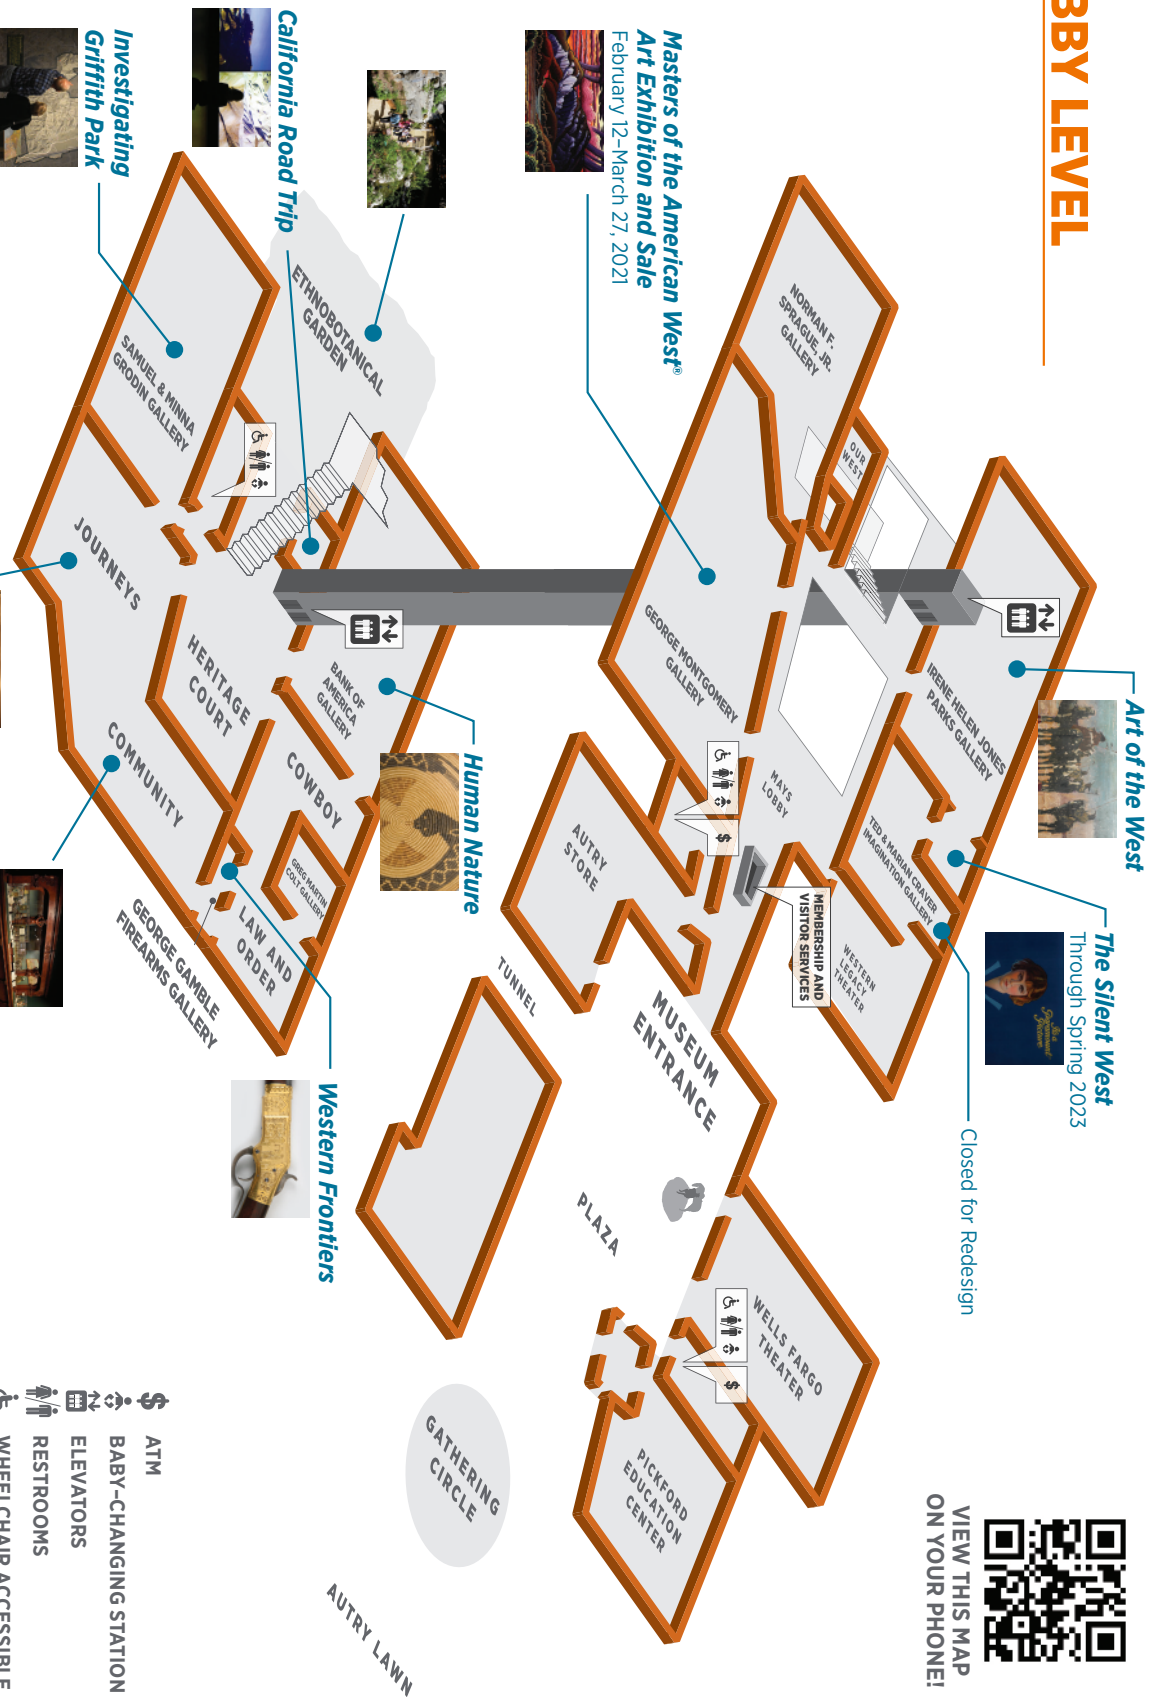 BBY LEVEL
Masters of the American West®
Art Exhibition and Sale
February 12–March 27, 2021
California Road Trip
Investigating
Griffith Park
Art of the West
The Silent West
Through Spring 2023
Closed for Redesign
Human Nature
Western Frontiers
NORMAN F.
SPRAGUE, JR.
GALLERY
OUR
WEST
GEORGE MONTGOMERY
GALLERY
IRENE HELEN JONES
PARKS GALLERY
MAYS
LOBBY
TED & MARIAN CRAVER
IMAGINATION GALLERY
WESTERN
LEGACY
THEATER
MEMBERSHIP AND
VISITOR SERVICES
$
AUTRY
STORE
MUSEUM
ENTRANCE
TUNNEL
PLAZA
WELLS FARGO
THEATER
$
PICKFORD
EDUCATION
CENTER
GATHERING
CIRCLE
AUTRY LAWN
ETHNOBOTANICAL
GARDEN
SAMUEL & MINNA
GRODIN GALLERY
JOURNEYS
HERITAGE
COURT
BANK OF
AMERICA
GALLERY
COWBOY
COMMUNITY
GREG MARTIN
COLT GALLERY
LAW AND
ORDER
GEORGE GAMBLE
FIREARMS GALLERY
VIEW THIS MAP
ON YOUR PHONE!
$ ATM
BABY–CHANGING STATION
ELEVATORS
RESTROOMS
WHEELCHAIR ACCESSIBLE